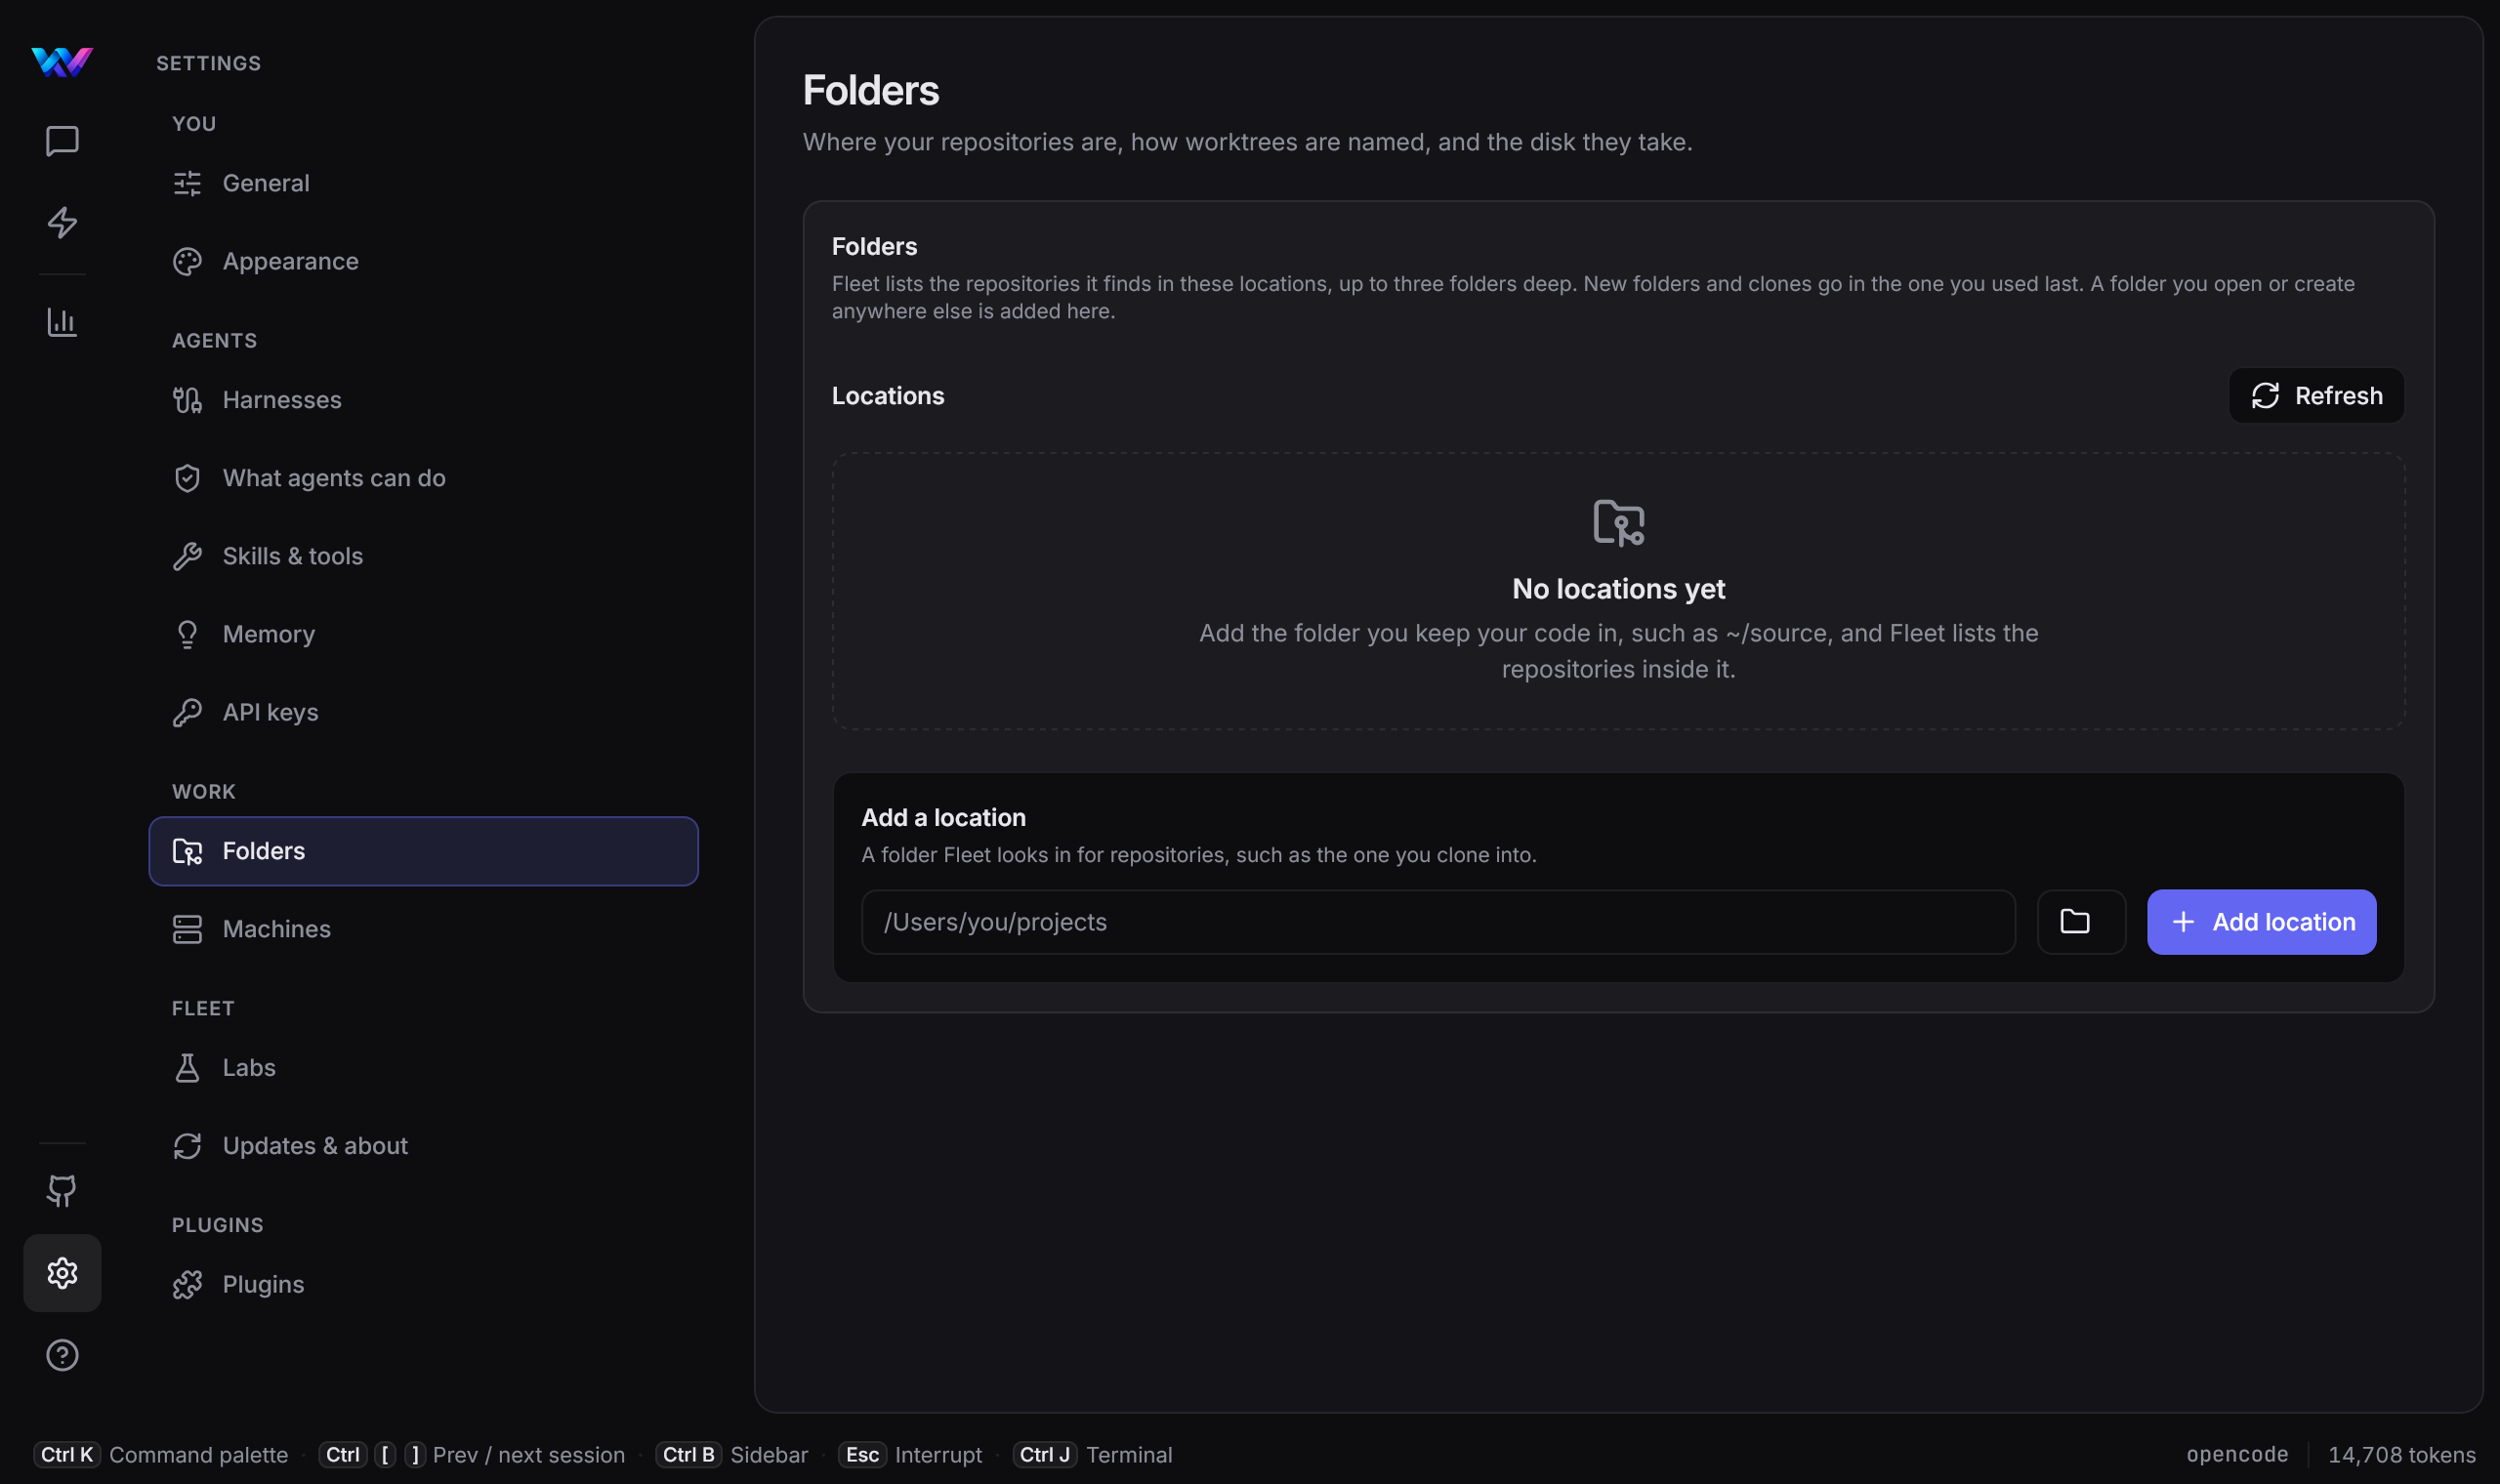 SETTINGS
YOU
General
Appearance
AGENTS
Harnesses
What agents can do
Skills & tools
Memory
API keys
WORK
Folders
Machines
FLEET
Labs
Updates & about
PLUGINS
Plugins
Folders
Where your repositories are, how worktrees are named, and the disk they take.
Folders
Fleet lists the repositories it finds in these locations, up to three folders deep. New folders and clones go in the one you used last. A folder you open or create
anywhere else is added here.
Locations
Refresh
No locations yet
Add the folder you keep your code in, such as ~/source, and Fleet lists the
repositories inside it.
Add a location
A folder Fleet looks in for repositories, such as the one you clone into.
/Users/you/projects
Add location
Ctrl K Command palette · Ctrl [ ] Prev / next session · Ctrl B Sidebar · Esc Interrupt · Ctrl J Terminal
opencode 14,708 tokens